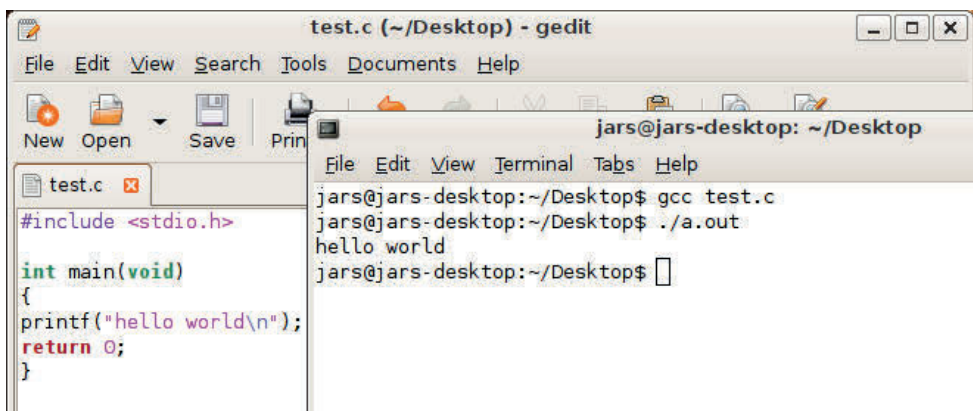 test.c (~/Desktop) - gedit
File Edit View Search Tools Documents Help
New Open Save
test.c
#include <stdio.h>
int main(void)
{
printf("hello world\n");
return 0;
}
jars@jars-desktop: ~/Desktop
File Edit View Terminal Tabs Help
jars@jars-desktop:~/Desktop$ gcc test.c
jars@jars-desktop:~/Desktop$ ./a.out
hello world
jars@jars-desktop:~/Desktop$